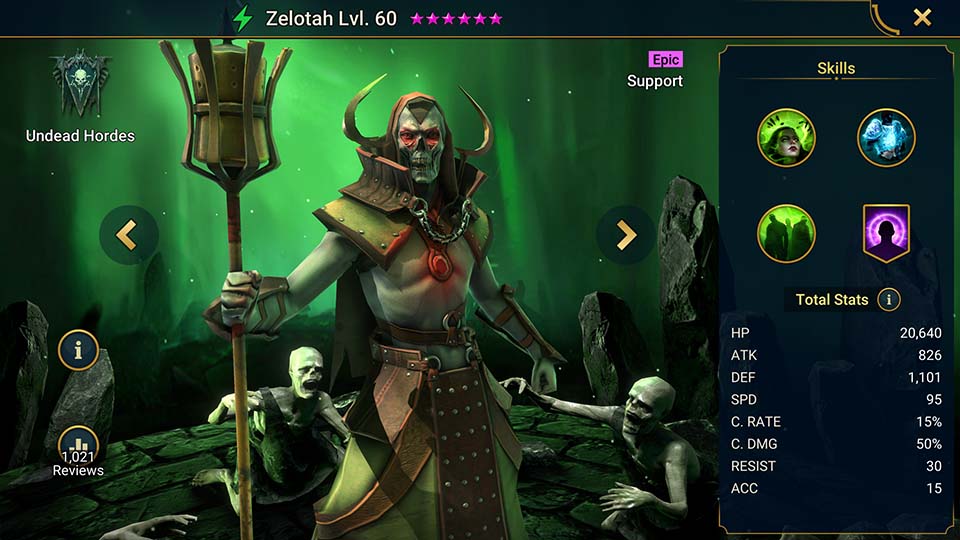 Zelotah Lvl. 60
Undead Hordes
Epic
Support
1,021
Reviews
Skills
Total Stats
HP 20,640
ATK 826
DEF 1,101
SPD 95
C. RATE 15%
C. DMG 50%
RESIST 30
ACC 15